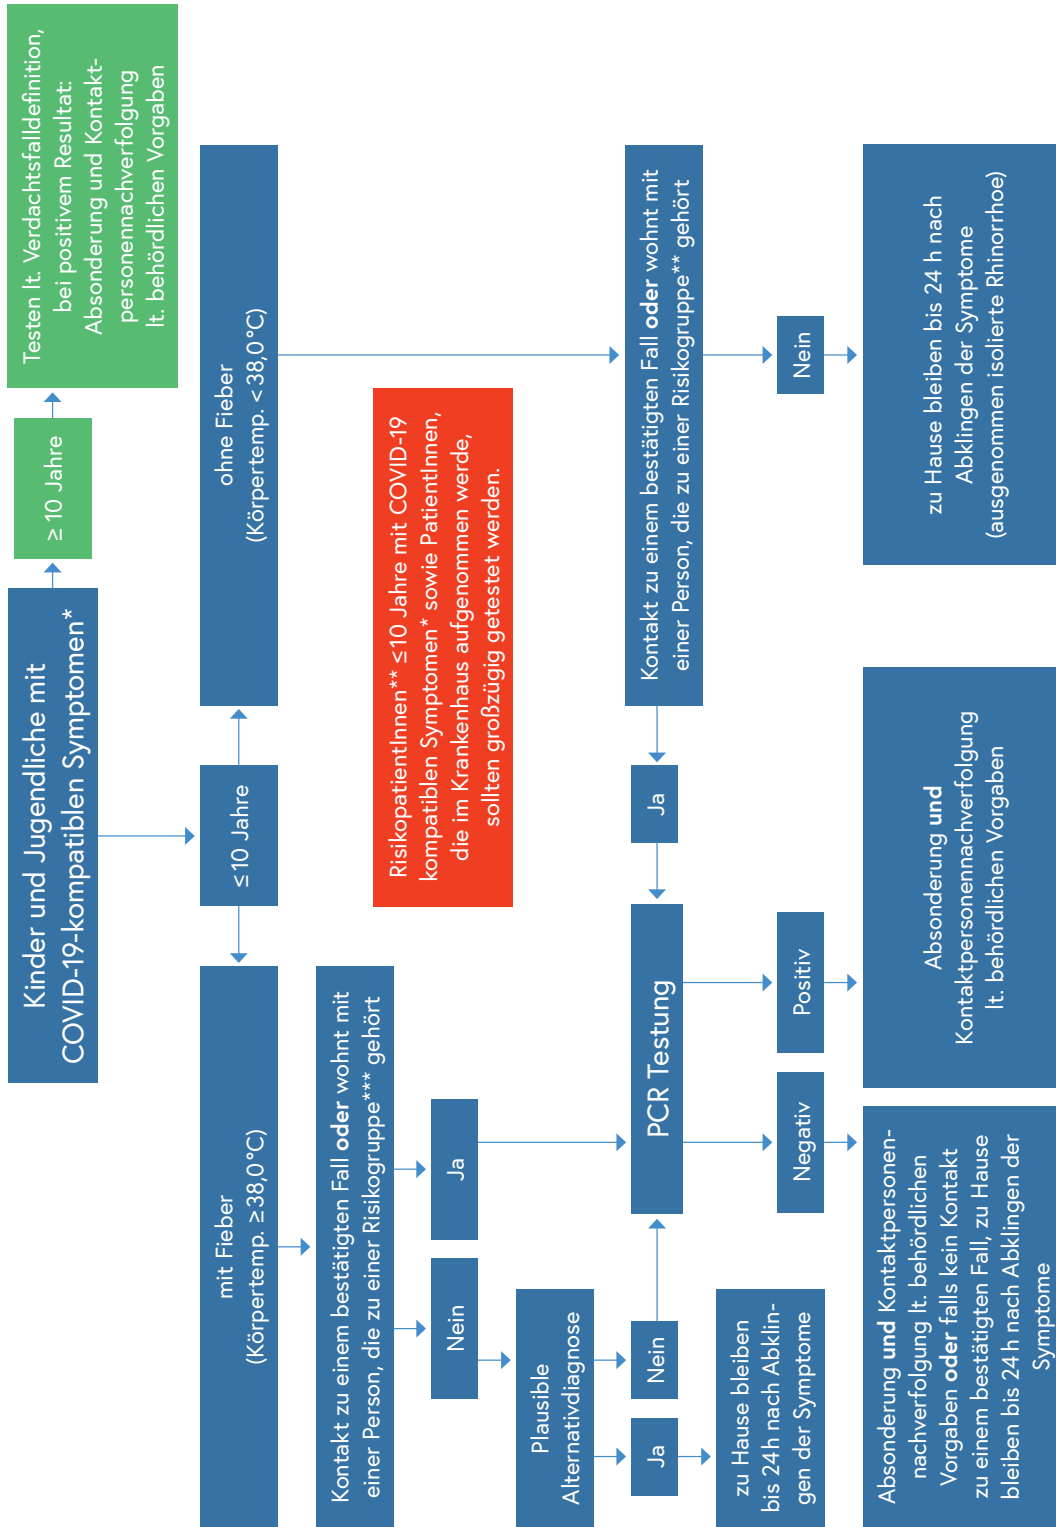 Kinder und Jugendliche mit
COVID-19-kompatiblen Symptomen*
≥ 10 Jahre
Testen lt. Verdachtsfalldefinition,
bei positivem Resultat:
Absonderung und Kontakt-
personennachverfolgung
lt. behördlichen Vorgaben
≤10 Jahre
mit Fieber
(Körpertemp. ≥38,0 °C)
ohne Fieber
(Körpertemp. < 38,0 °C)
Kontakt zu einem bestätigten Fall oder wohnt mit
einer Person, die zu einer Risikogruppe*** gehört
RisikopatientInnen** ≤10 Jahre mit COVID-19
kompatiblen Symptomen* sowie PatientInnen,
die im Krankenhaus aufgenommen werde,
sollten großzügig getestet werden.
Nein
Ja
Plausible
Alternativdiagnose
Kontakt zu einem bestätigten Fall oder wohnt mit
einer Person, die zu einer Risikogruppe** gehört
Ja
Nein
PCR Testung
Ja
Nein
zu Hause bleiben
bis 24 h nach Abklin-
gen der Symptome
Negativ
Positiv
Absonderung und Kontaktpersonen-
nachverfolgung lt. behördlichen
Vorgaben oder falls kein Kontakt
zu einem bestätigten Fall, zu Hause
bleiben bis 24 h nach Abklingen der
Symptome
Absonderung und
Kontaktpersonennachverfolgung
lt. behördlichen Vorgaben
zu Hause bleiben bis 24 h nach
Abklingen der Symptome
(ausgenommen isolierte Rhinorrhoe)